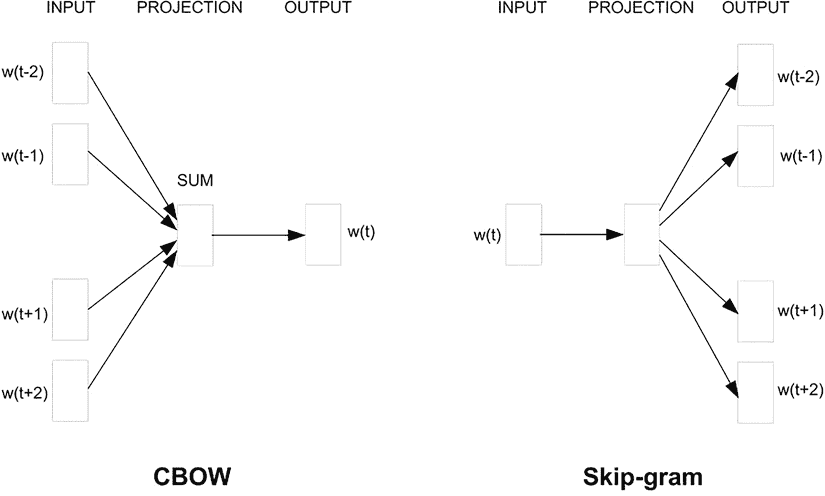 INPUT PROJECTION OUTPUT
w(t-2)
w(t-1)
SUM
w(t)
w(t+1)
w(t+2)
CBOW
INPUT PROJECTION OUTPUT
w(t-2)
w(t-1)
w(t)
w(t+1)
w(t+2)
Skip-gram